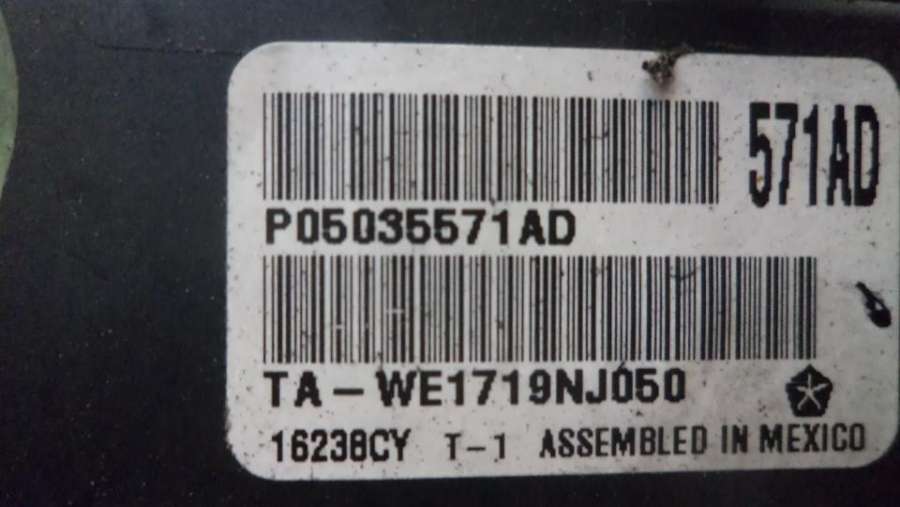 571AD
P05035571AD
TA-WE1719NJ050
16238CY T-1 ASSEMBLED IN MEXICO